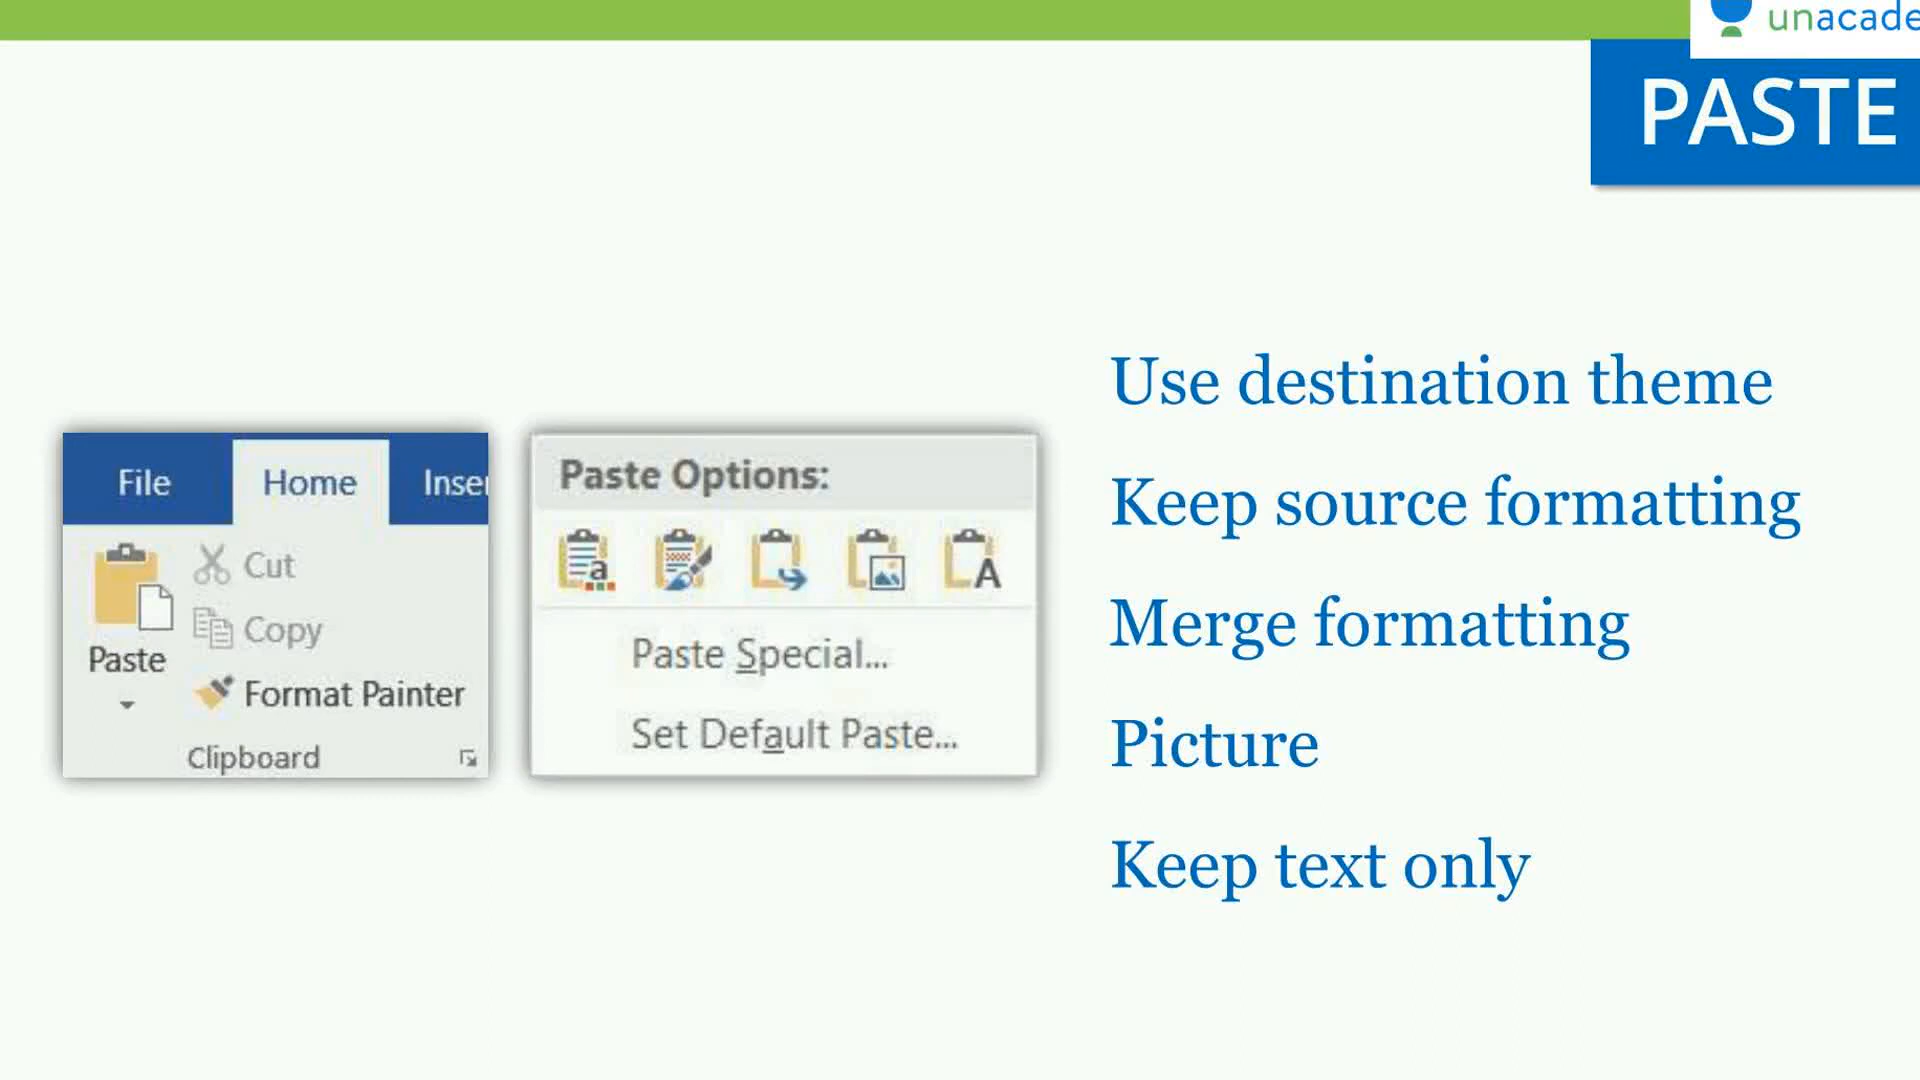 unacade
PASTE
File Home Inser
Cut
Copy
Paste
Format Painter
Clipboard
Paste Options:
a
A
Paste Special...
Set Default Paste...
Use destination theme
Keep source formatting
Merge formatting
Picture
Keep text only